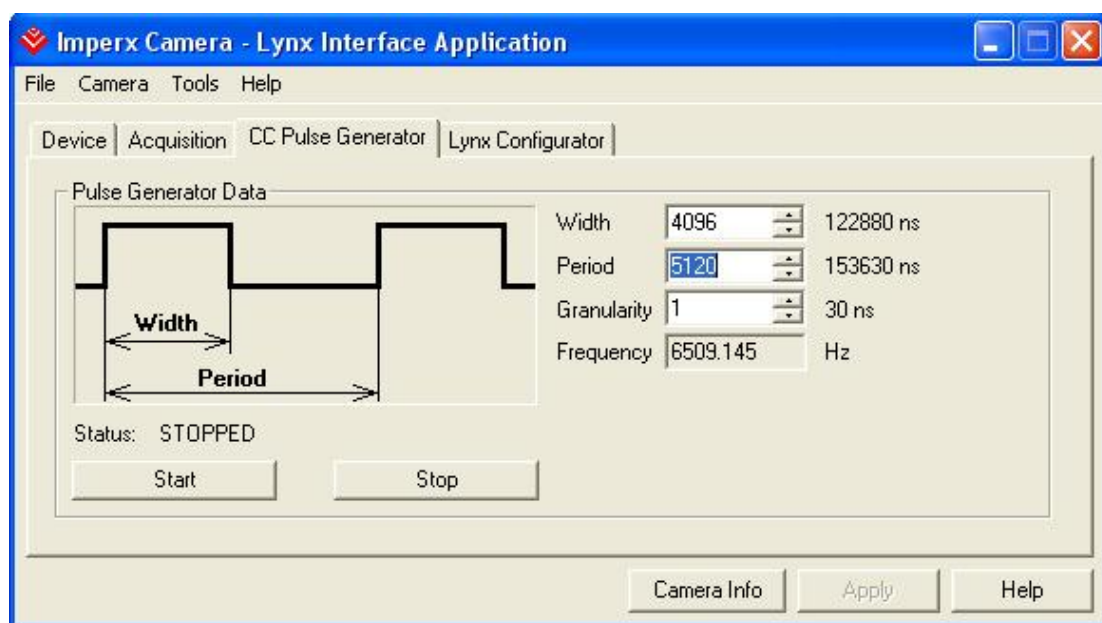 Imperx Camera - Lynx Interface Application
File Camera Tools Help
Device Acquisition CC Pulse Generator Lynx Configurator
Pulse Generator Data
Width 4096 122880 ns
Period 5120 153630 ns
Granularity 1 30 ns
Frequency 6509.145 Hz
Width
Period
Status: STOPPED
Start Stop
Camera Info Apply Help